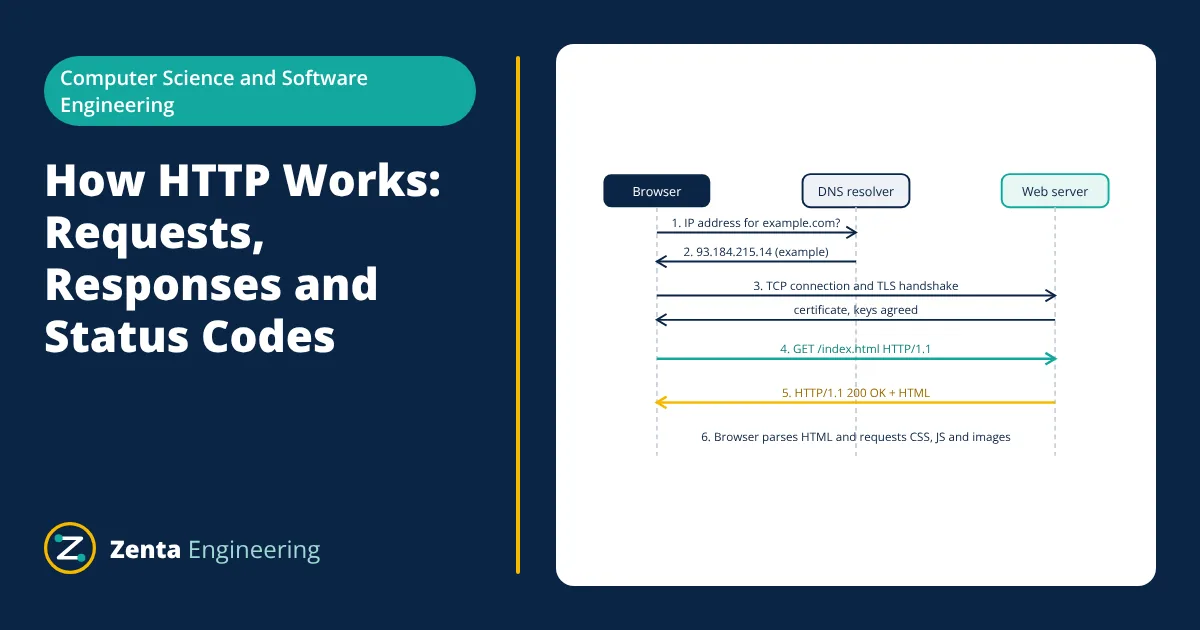 Computer Science and Software
Engineering
How HTTP Works:
Requests,
Responses and
Status Codes
Zenta Engineering
Browser
DNS resolver
Web server
1. IP address for example.com?
2. 93.184.215.14 (example)
3. TCP connection and TLS handshake
certificate, keys agreed
4. GET /index.html HTTP/1.1
5. HTTP/1.1 200 OK + HTML
6. Browser parses HTML and requests CSS, JS and images